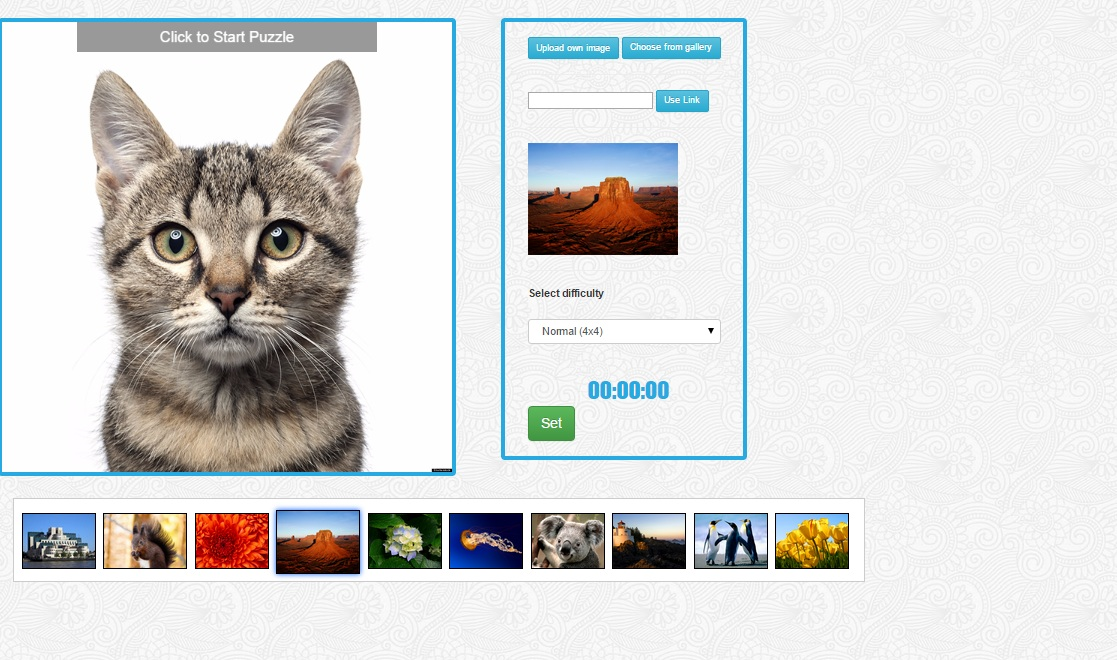 Click to Start Puzzle
Upload own image
Choose from gallery
Use Link
Select difficulty
Normal (4x4)
00:00:00
Set